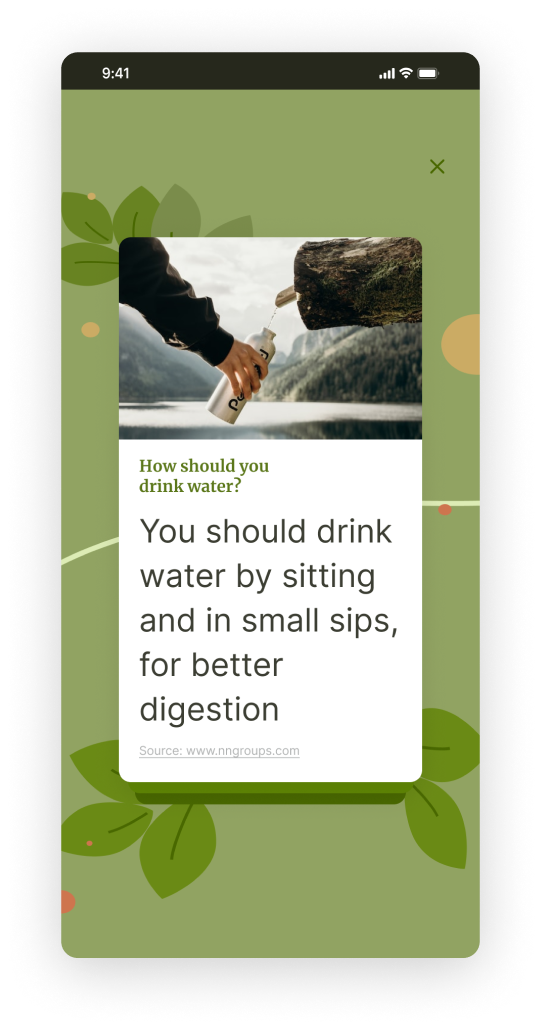 9:41
How should you
drink water?
You should drink
water by sitting
and in small sips,
for better
digestion
Source: www.nngroups.com